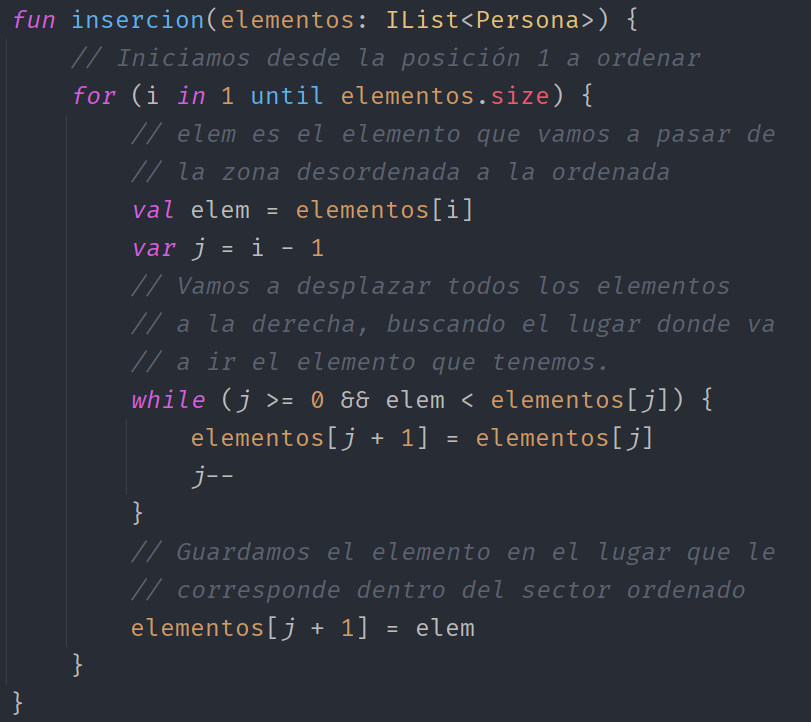 fun insercion(elementos: IList<Persona>) {
    // Iniciamos desde la posición 1 a ordenar
    for (i in 1 until elementos.size) {
        // elem es el elemento que vamos a pasar de
        // la zona desordenada a la ordenada
        val elem = elementos[i]
        var j = i - 1
        // Vamos a desplazar todos los elementos
        // a la derecha, buscando el lugar donde va
        // a ir el elemento que tenemos.
        while (j >= 0 && elem < elementos[j]) {
            elementos[j + 1] = elementos[j]
            j--
        }
        // Guardamos el elemento en el lugar que le
        // corresponde dentro del sector ordenado
        elementos[j + 1] = elem
    }
}